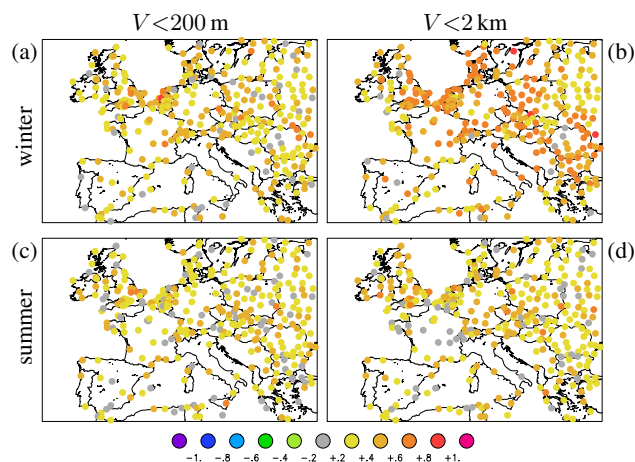 V<200 m V<2 km
(a) (b)
winter
(c) (d)
summer
−1. −.8 −.6 −.4 −.2 +.2 +.4 +.6 +.8 +1.